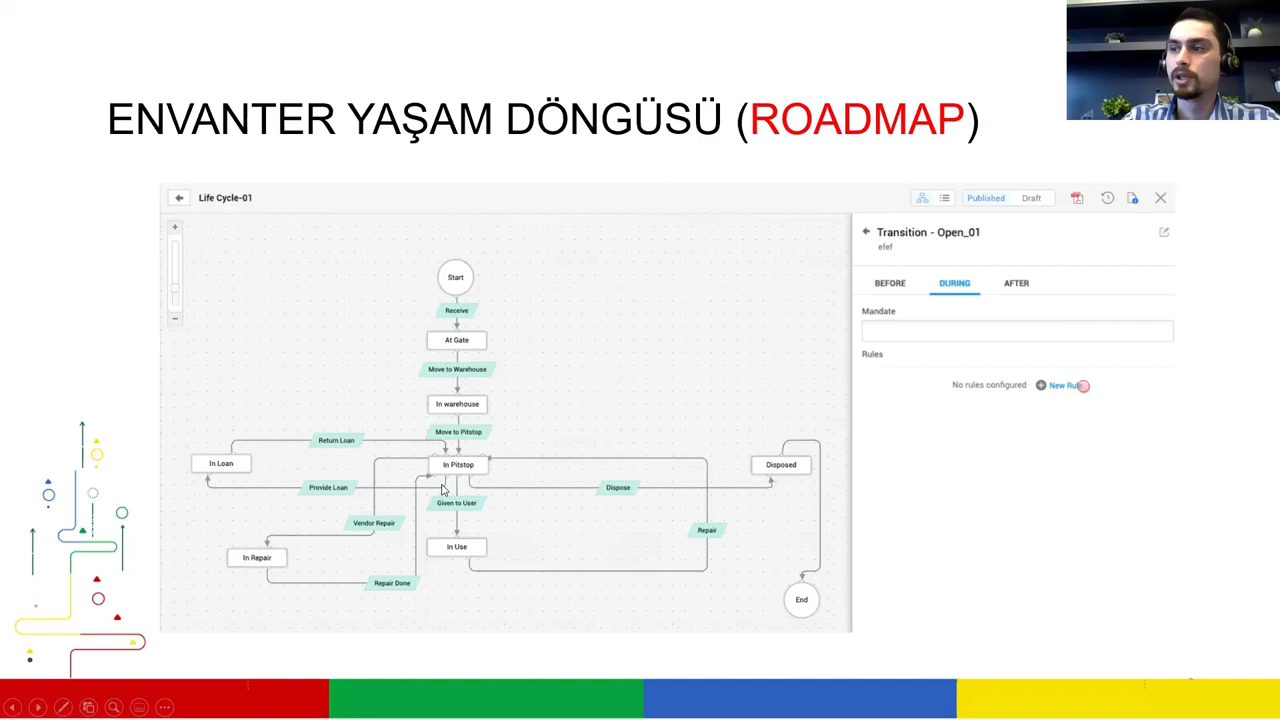 ENVANTER YAŞAM DÖNGÜSÜ (ROADMAP)
Life Cycle-01
Published
Draft
Transition - Open_01
efef
BEFORE
DURING
AFTER
Mandate
Rules
No rules configured
New Rul
Start
Receive
At Gate
Move to Warehouse
In warehouse
Move to Pitstop
Return Loan
In Loan
In Pitstop
Disposed
Provide Loan
Given to User
Dispose
Vendor Repair
Repair
In Use
In Repair
Repair Done
End